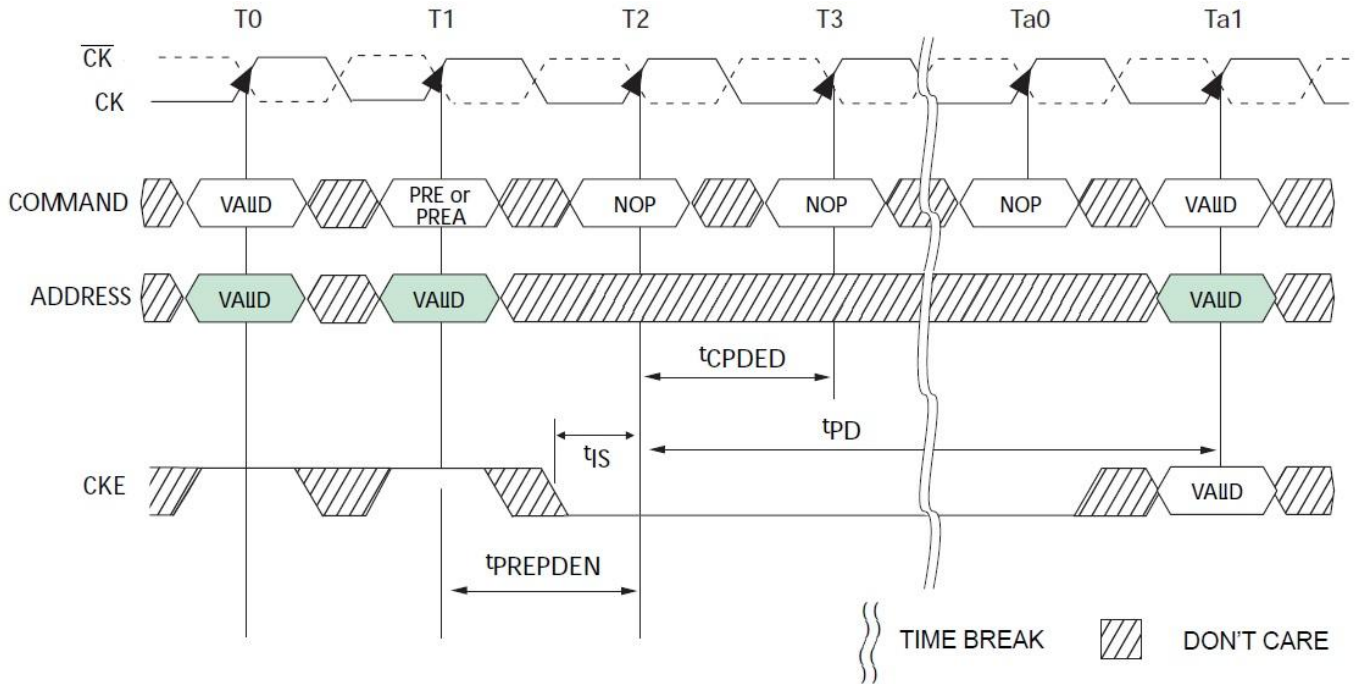 T0 T1 T2 T3 Ta0 Ta1
CK
CK
COMMAND VALID PRE or PREA NOP NOP NOP VALID
ADDRESS VALID VALID VALID
tCPDED
tIS tPD
CKE VALID
tPREPDEN
TIME BREAK DON'T CARE